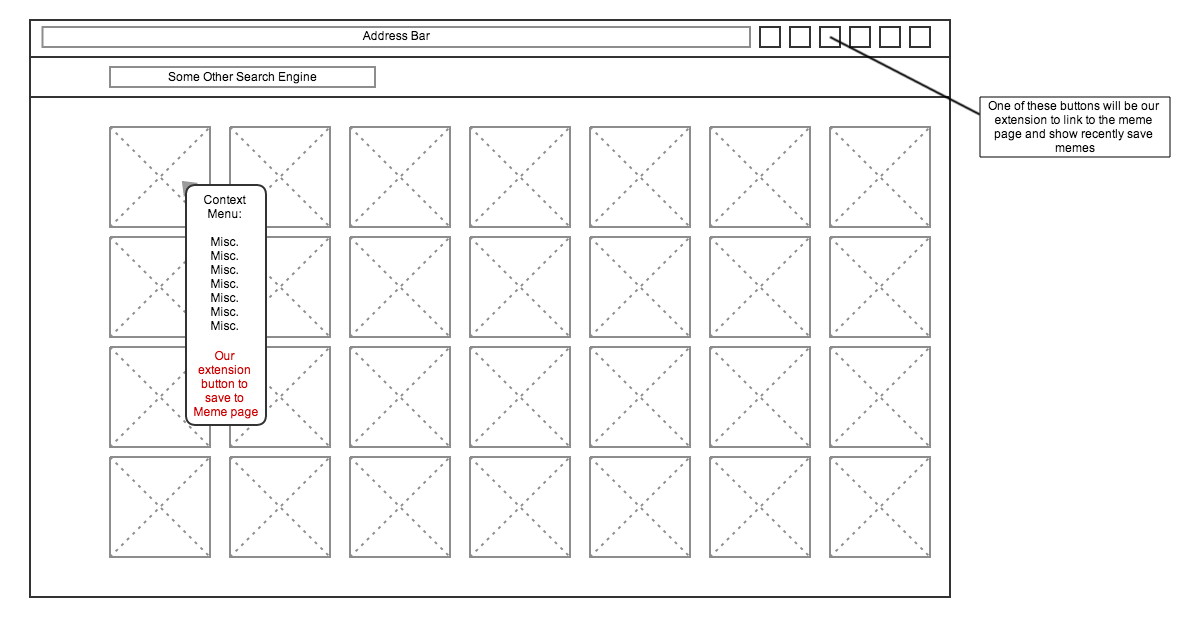 Address Bar
Some Other Search Engine
One of these buttons will be our
extension to link to the meme
page and show recently save
memes
Context
Menu:
Misc.
Misc.
Misc.
Misc.
Misc.
Misc.
Misc.
Our
extension
button to
save to
Meme page